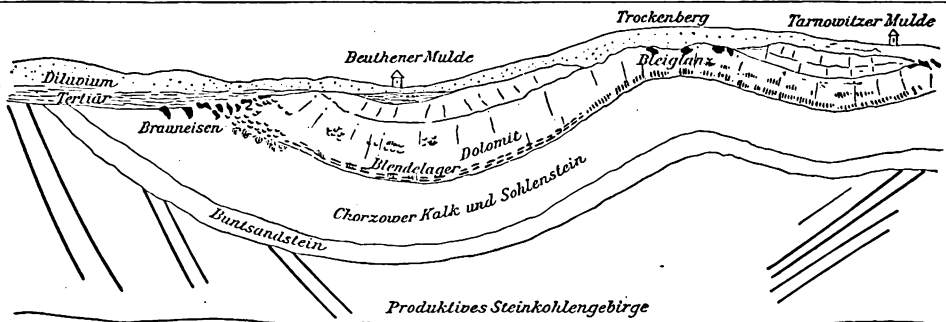 Trockenberg
Tarnowitzer Mulde
Beuthener Mulde
Bleiglanz
Diluvium
Tertiär
Brauneisen
Dolomit
Blendelager
Chorzower Kalk und Sohlenstein
Buntsandstein
Produktives Steinkohlengebirge